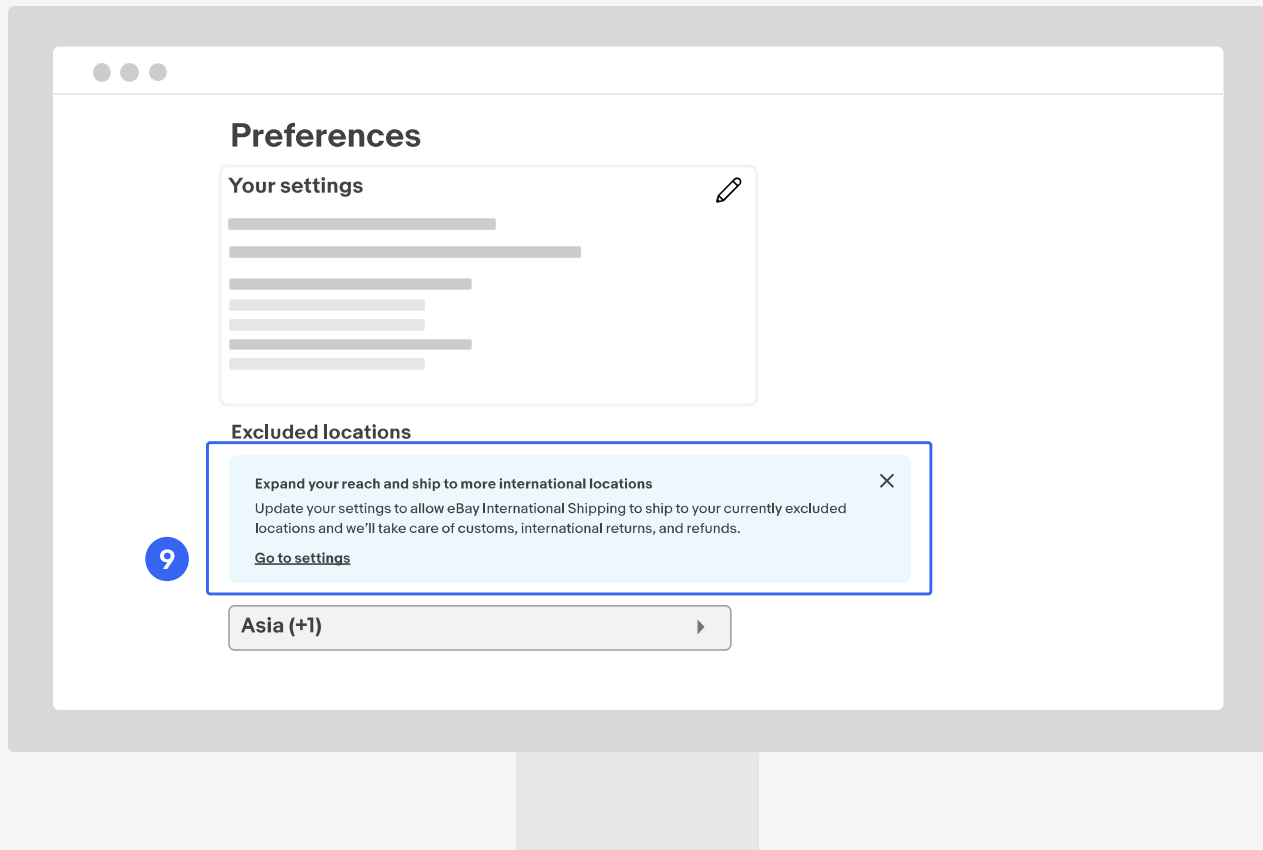 Preferences
Your settings
Excluded locations
Expand your reach and ship to more international locations
Update your settings to allow eBay International Shipping to ship to your currently excluded
locations and we’ll take care of customs, international returns, and refunds.
9
Go to settings
Asia (+1)